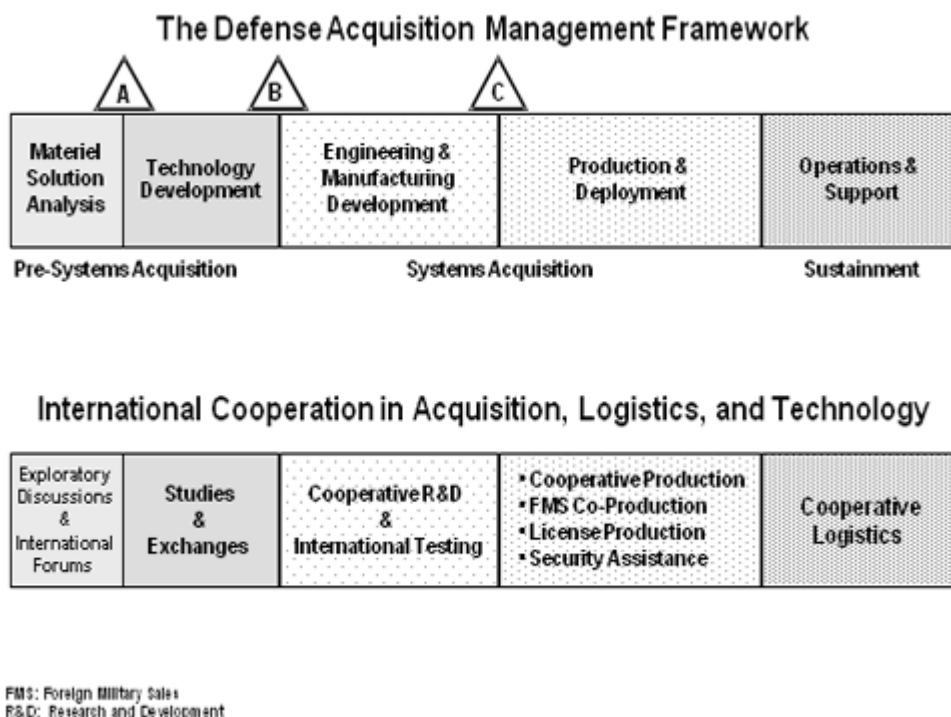 The Defense Acquisition Management Framework
A
B
C
Materiel
Solution
Analysis
Technology
Development
Engineering &
Manufacturing
Development
Production &
Deployment
Operations &
Support
Pre-Systems Acquisition
Systems Acquisition
Sustainment
International Cooperation in Acquisition, Logistics, and Technology
Exploratory
Discussions
&
International
Forums
Studies
&
Exchanges
Cooperative R&D
&
International Testing
▪ Cooperative Production
▪ FMS Co-Production
▪ License Production
▪ Security Assistance
Cooperative
Logistics
FMS: Foreign Military Sales
R&D: Research and Development